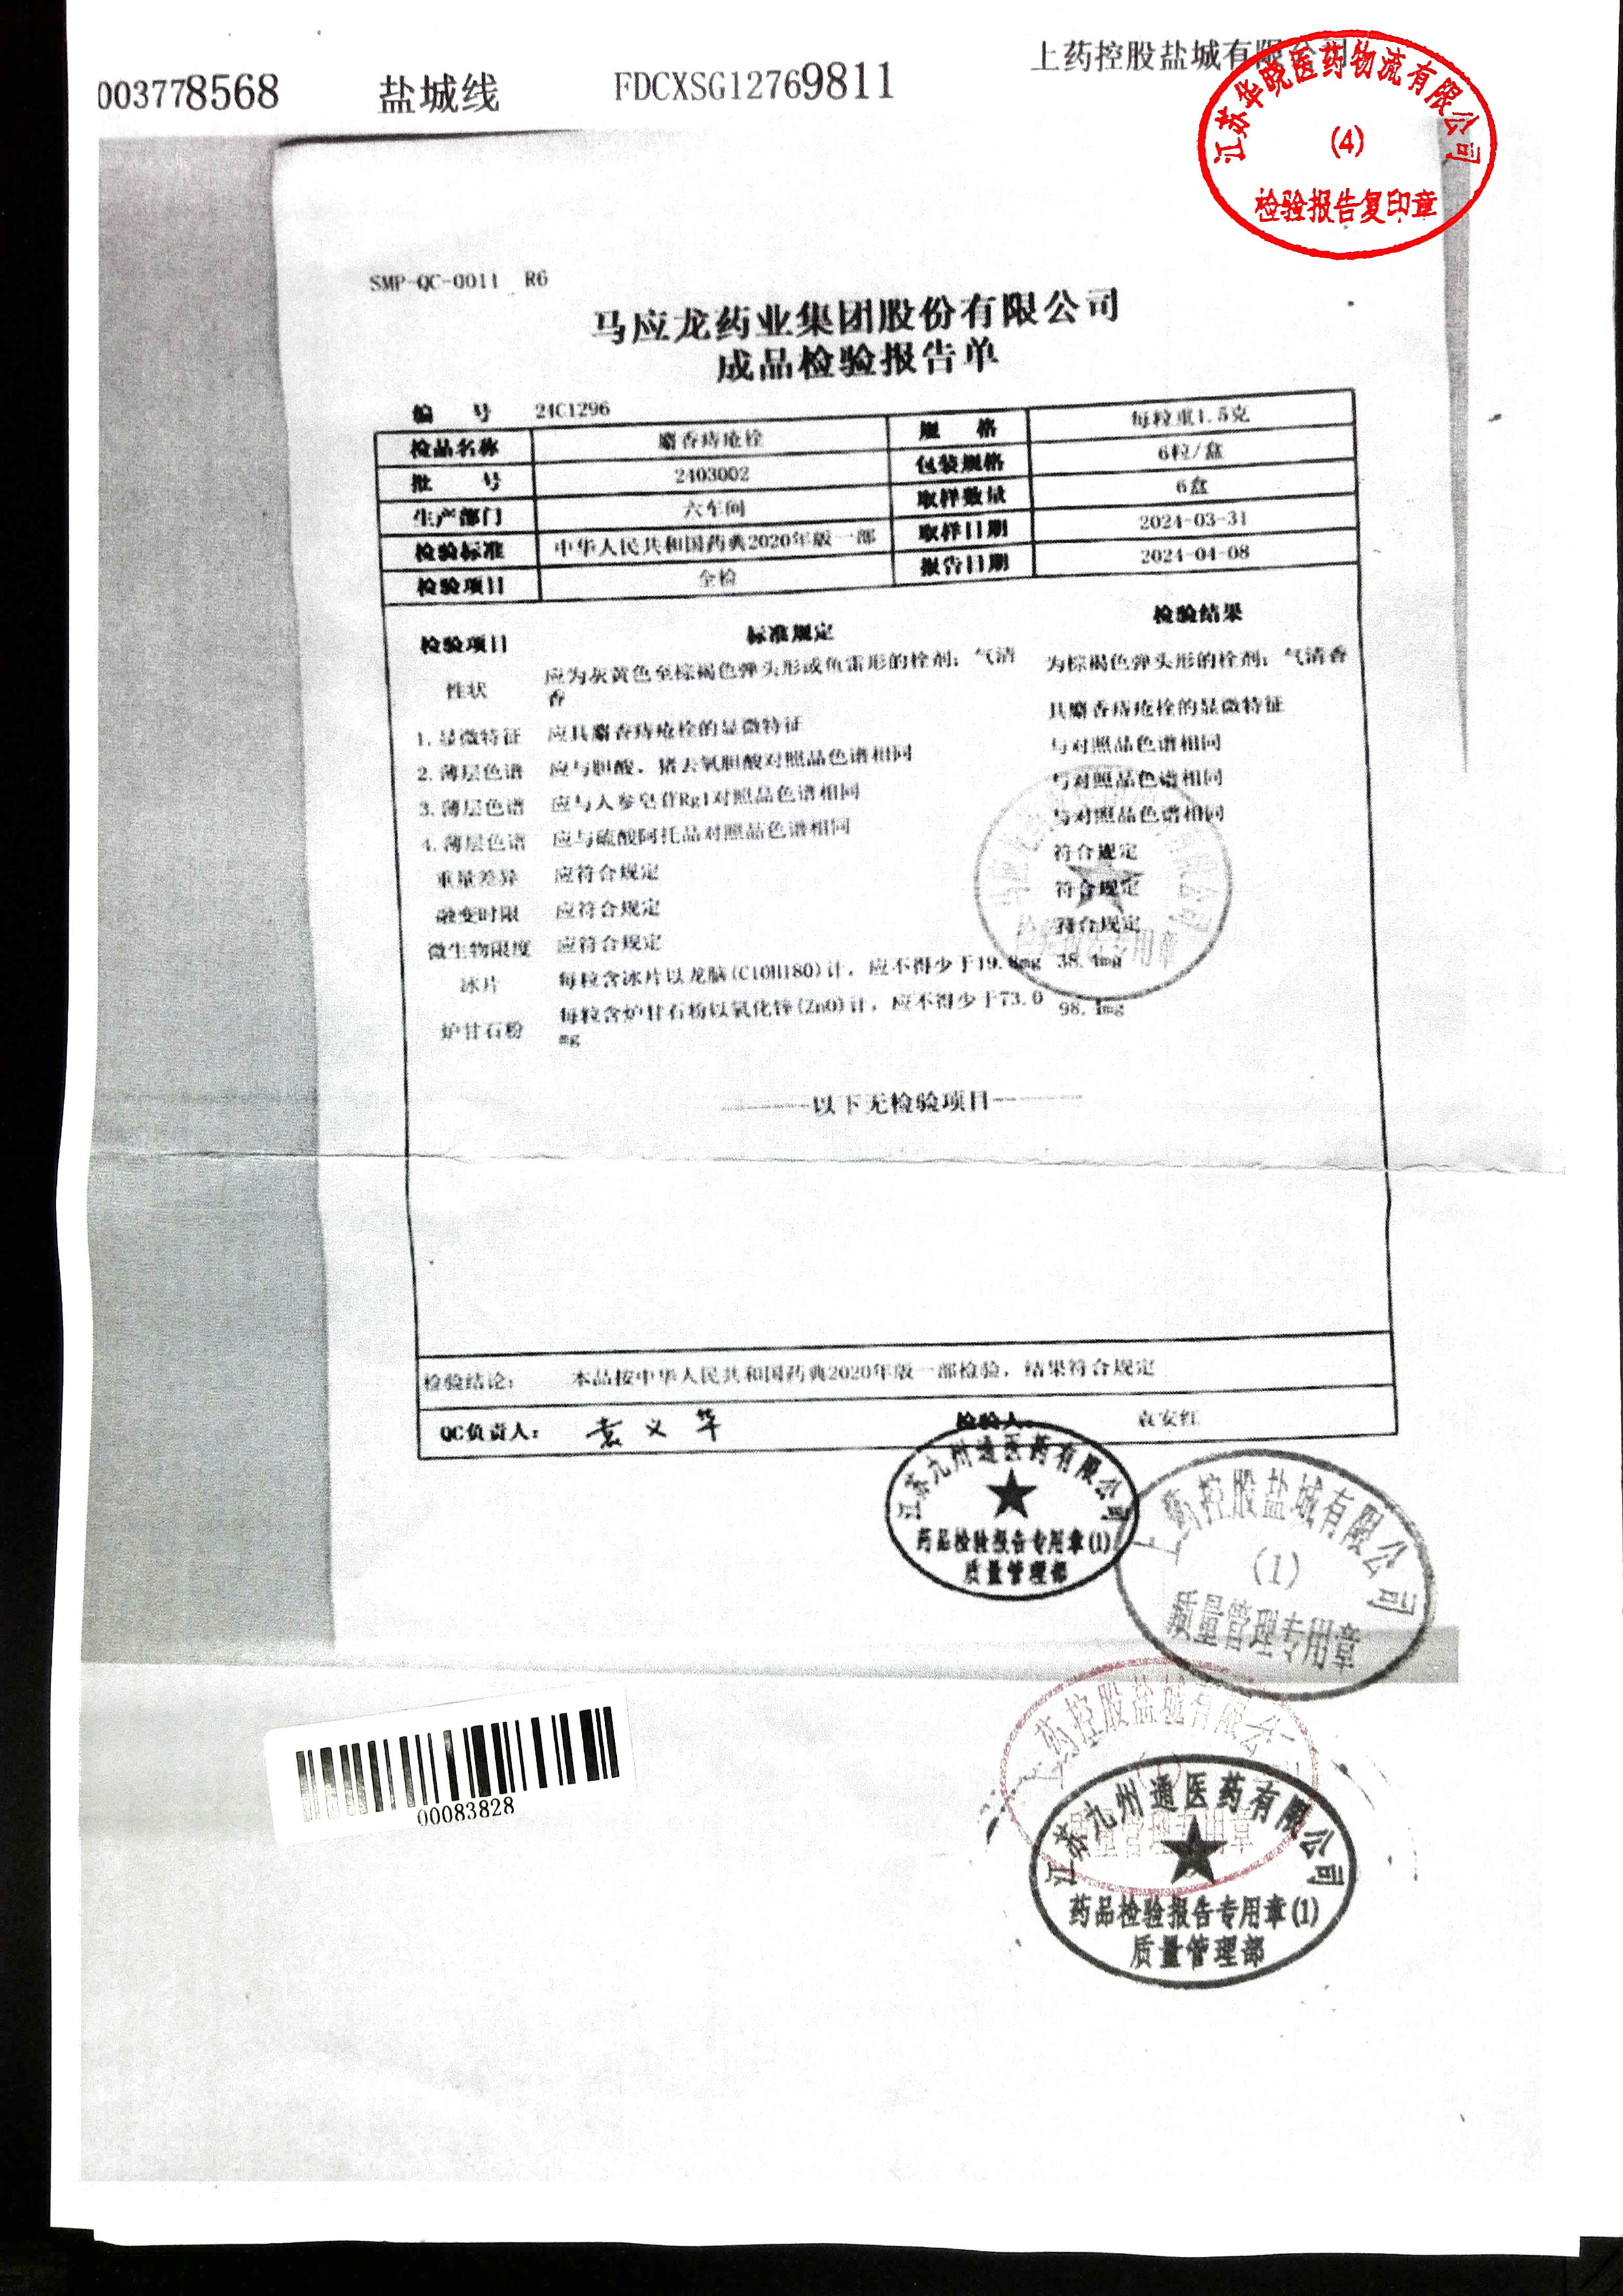 上药控股盐城有限公司
003778568 盐城线 FDCXSG12769811
江苏华晓医药物流有限公司
(4)
检验报告复印章
SMP-QC-0011 R6
马应龙药业集团股份有限公司
成品检验报告单
编 号 24C1296
检品名称 麝香痔疮栓 规 格 每粒重1.5克
批 号 2403002 包装规格 6粒/盒
生产部门 六车间 取样数量 6盒
检验标准 中华人民共和国药典2020年版一部 取样日期 2024-03-31
检验项目 全检 报告日期 2024-04-08
检验项目 标准规定 检验结果
性状 应为灰黄色至棕褐色弹头形或鱼雷形的栓剂；气清香 为棕褐色弹头形的栓剂；气清香
1.显微特征 应具麝香痔疮栓的显微特征 具麝香痔疮栓的显微特征
2.薄层色谱 应与胆酸、猪去氧胆酸对照品色谱相同 与对照品色谱相同
3.薄层色谱 应与人参皂苷Rg1对照品色谱相同 与对照品色谱相同
4.薄层色谱 应与硫酸阿托品对照品色谱相同 与对照品色谱相同
重量差异 应符合规定 符合规定
融变时限 应符合规定 符合规定
微生物限度 应符合规定 符合规定
冰片 每粒含冰片以龙脑(C10H18O)计，应不得少于19.0mg 38.4mg
炉甘石粉 每粒含炉甘石粉以氧化锌(ZnO)计，应不得少于73.0mg 98.1mg
以下无检验项目
检验结论： 本品按中华人民共和国药典2020年版一部检验，结果符合规定
QC负责人： 袁义华 检验人： 袁安红
江苏九州通医药有限公司
药品检验报告专用章(1)
质量管理部
上药控股盐城有限公司
(1)
质量管理专用章
00083828
药控股盐城有限公
江苏九州通医药有限公司
药品检验报告专用章(1)
质量管理部